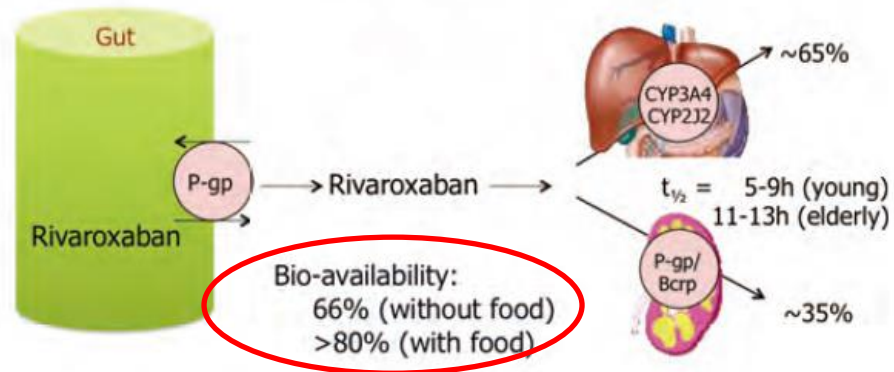 Gut
P-gp
Rivaroxaban
Rivaroxaban
CYP3A4
CYP2J2
~65%
t½ = 5-9h (young)
11-13h (elderly)
P-gp/
Bcrp
~35%
Bio-availability:
66% (without food)
>80% (with food)